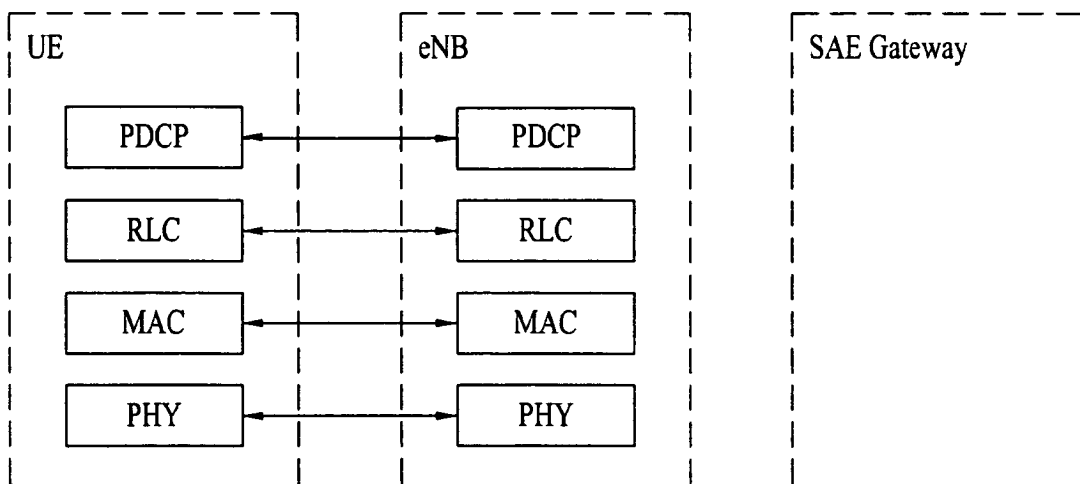 UE
eNB
SAE Gateway
PDCP
PDCP
RLC
RLC
MAC
MAC
PHY
PHY